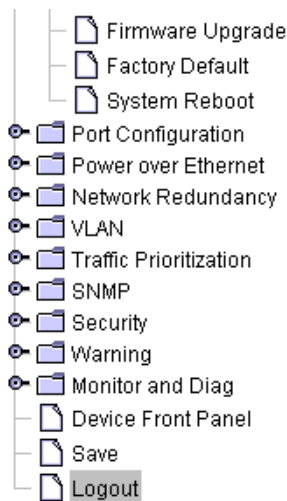 Firmware Upgrade
Factory Default
System Reboot
Port Configuration
Power over Ethernet
Network Redundancy
VLAN
Traffic Prioritization
SNMP
Security
Warning
Monitor and Diag
Device Front Panel
Save
Logout